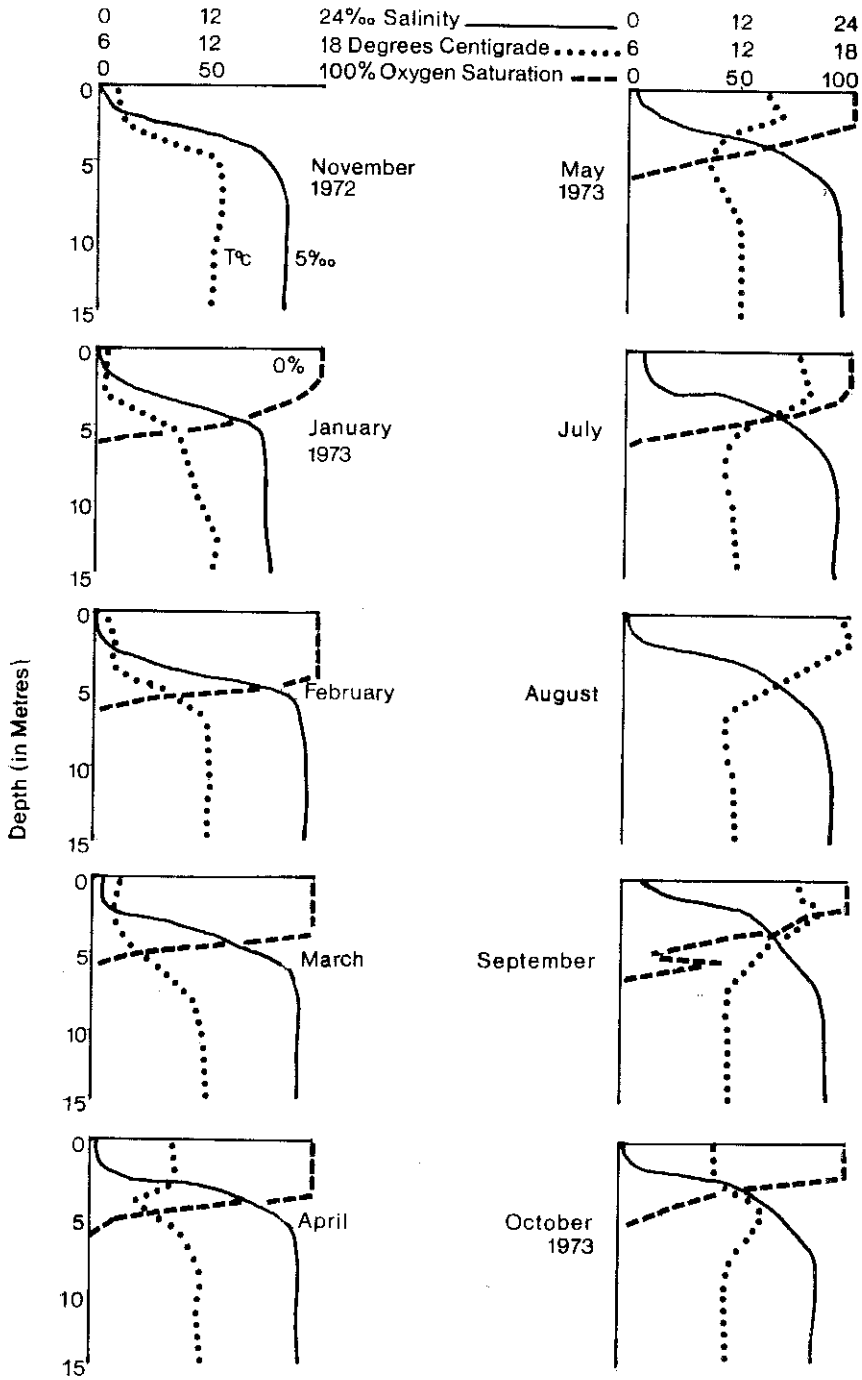 0 12 24‰ Salinity 0 12 24
6 12 18 Degrees Centigrade 6 12 18
0 50 100% Oxygen Saturation 0 50 100
0
5
10
15
November
1972
T°C
5‰
May
1973
0
5
10
15
0%
January
1973
July
0
5
10
15
February
August
Depth (in Metres)
0
5
10
15
March
September
0
5
10
15
April
October
1973